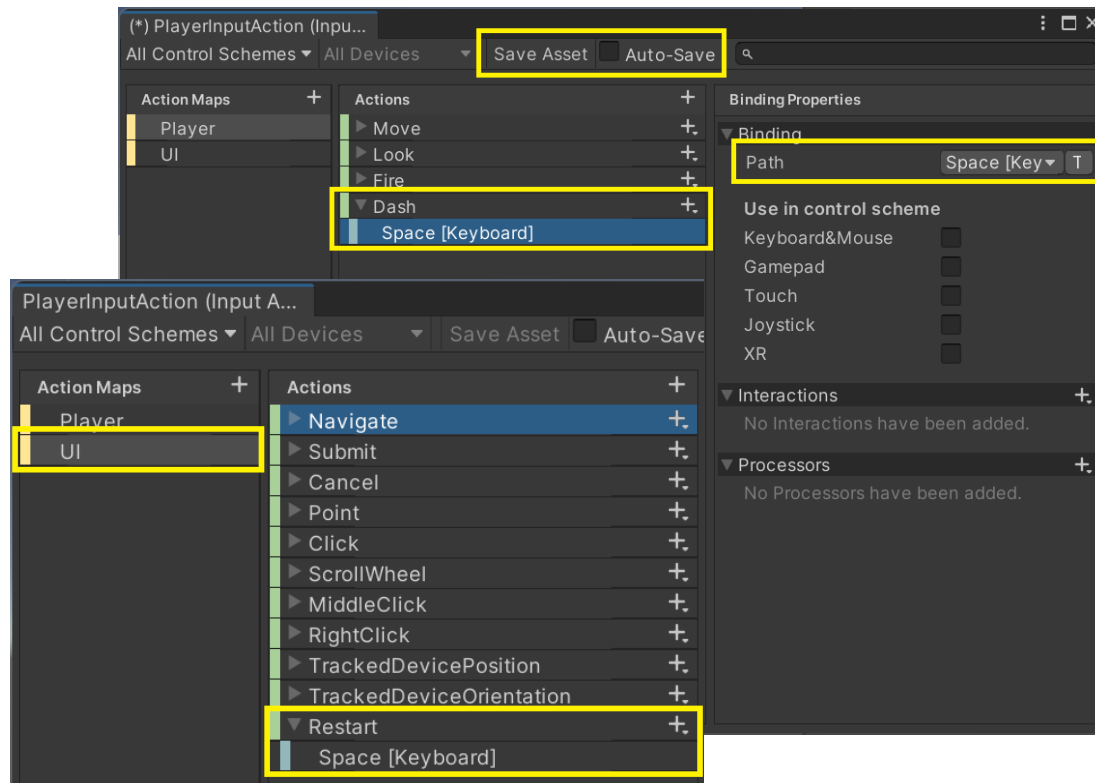 (*) PlayerInputAction (Inpu...
All Control Schemes All Devices Save Asset Auto-Save
Action Maps
Player
UI
Actions
Move
Look
Fire
Dash
Space [Keyboard]
Binding Properties
Binding
Path Space [Key T
Use in control scheme
Keyboard&Mouse
Gamepad
Touch
Joystick
XR
Interactions
No Interactions have been added.
Processors
No Processors have been added.
PlayerInputAction (Input A...
All Control Schemes All Devices Save Asset Auto-Save
Action Maps
Player
UI
Actions
Navigate
Submit
Cancel
Point
Click
ScrollWheel
MiddleClick
RightClick
TrackedDevicePosition
TrackedDeviceOrientation
Restart
Space [Keyboard]